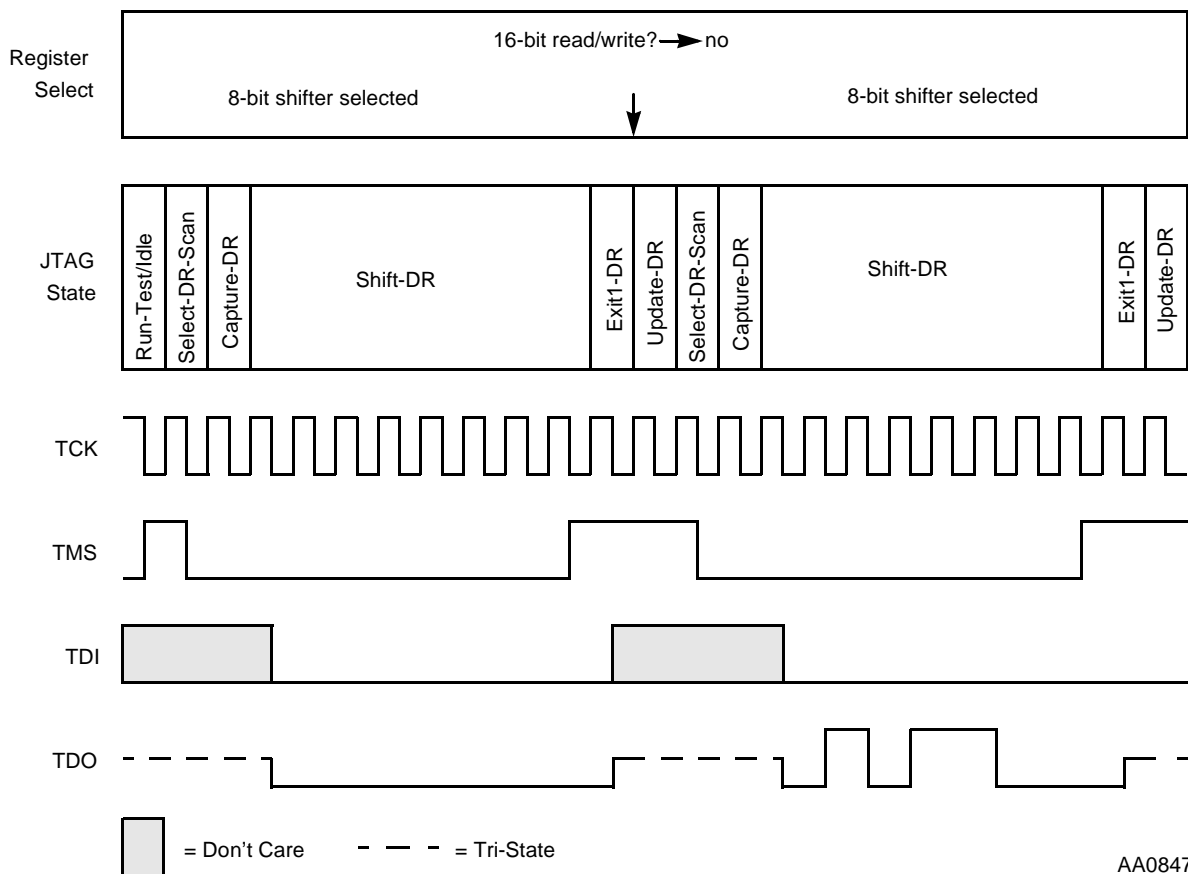 Register
Select
16-bit read/write? no
8-bit shifter selected
8-bit shifter selected
JTAG
State
Run-Test/Idle
Select-DR-Scan
Capture-DR
Shift-DR
Exit1-DR
Update-DR
Select-DR-Scan
Capture-DR
Shift-DR
Exit1-DR
Update-DR
TCK
TMS
TDI
TDO
= Don't Care
= Tri-State
AA0847